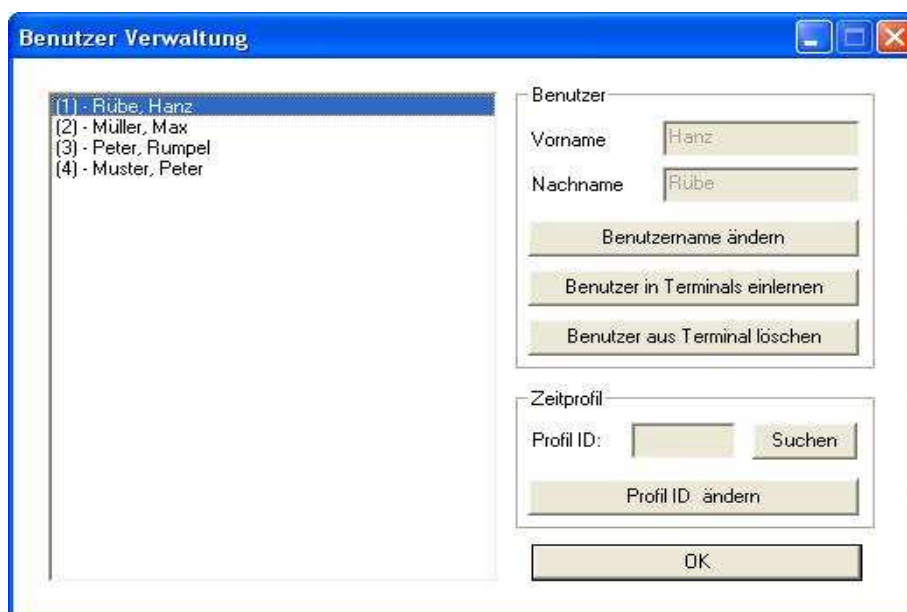 Benutzer Verwaltung
(1) - Rübe, Hanz
(2) - Müller, Max
(3) - Peter, Rumpel
(4) - Muster, Peter
Benutzer
Vorname Hanz
Nachname Rübe
Benutzername ändern
Benutzer in Terminals einlernen
Benutzer aus Terminal löschen
Zeitprofil
Profil ID: Suchen
Profil ID ändern
OK